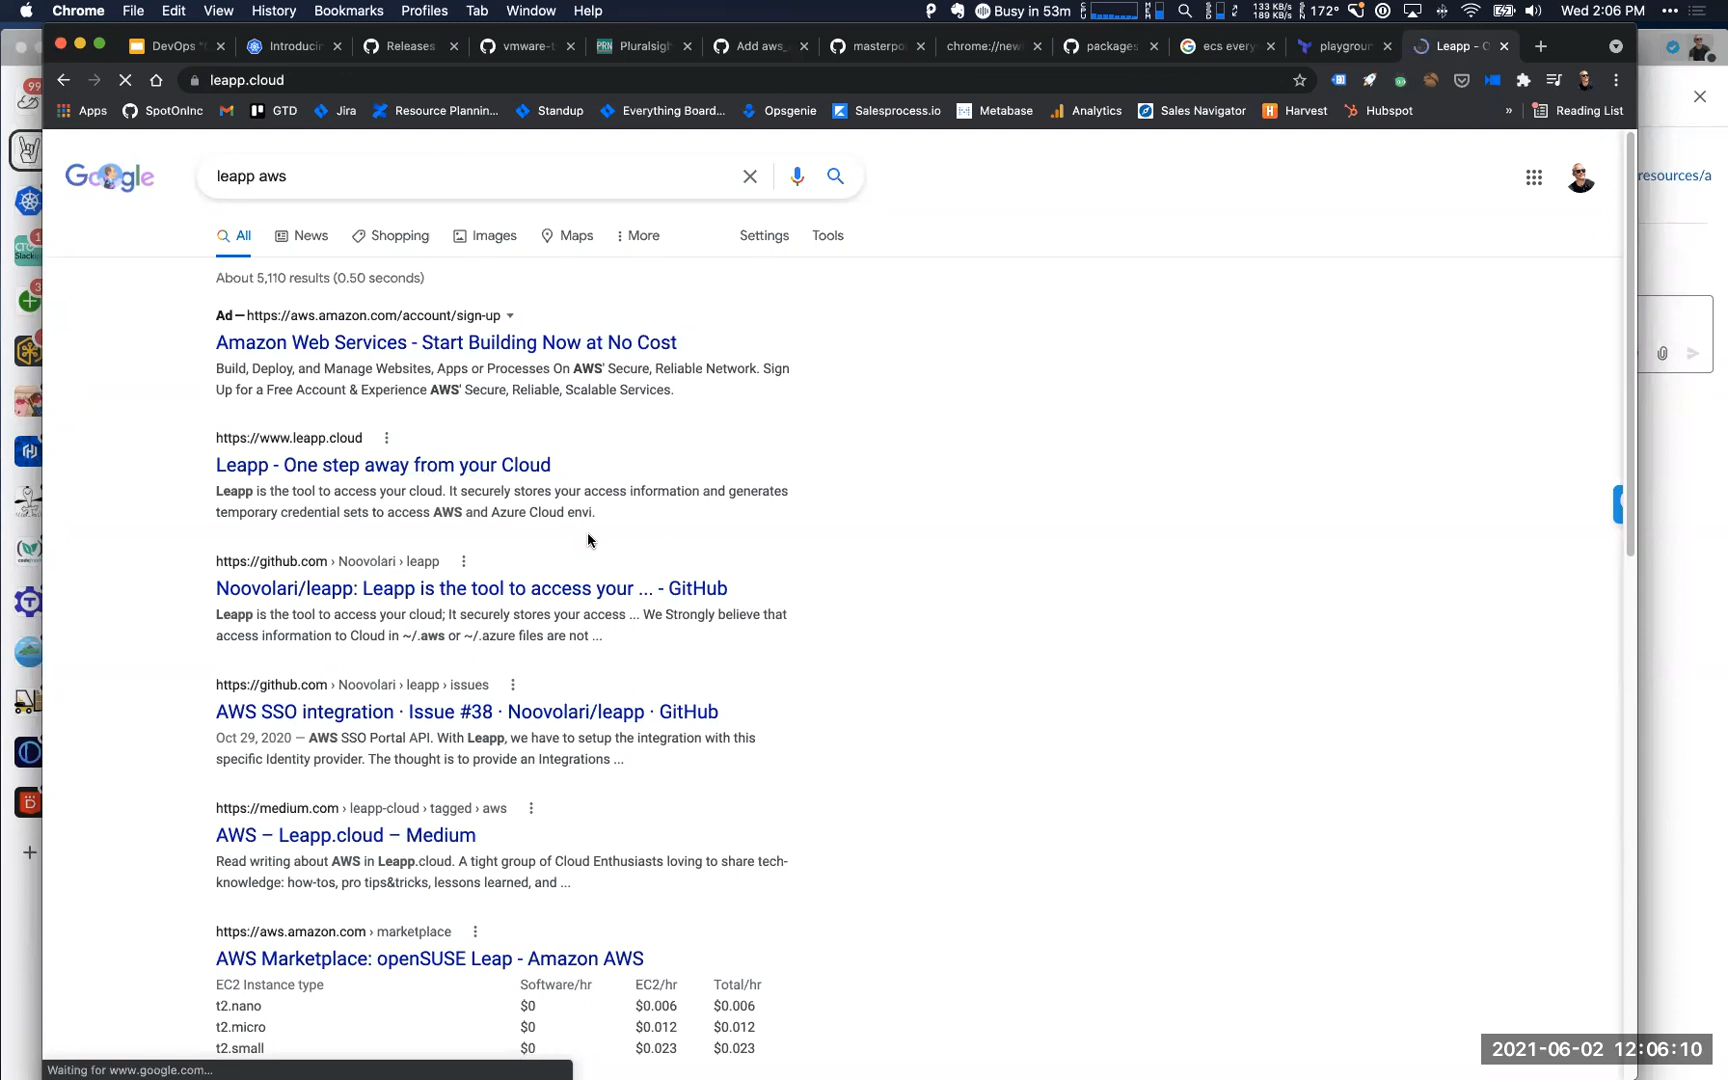 Chrome File Edit View History Bookmarks Profiles Tab Window Help
Busy in 53m 133 KB/s 189 KB/s 172° Wed 2:06 PM
DevOps "
Introducin
Releases
vmware-t
Pluralsigh
Add aws_
masterpo
chrome://new
packages
ecs every
playgroun
Leapp - O
leapp.cloud
Apps SpotOnInc GTD Jira Resource Plannin... Standup Everything Board... Opsgenie Salesprocess.io Metabase Analytics Sales Navigator Harvest Hubspot » Reading List
resources/a
Google
leapp aws
All News Shopping Images Maps More Settings Tools
About 5,110 results (0.50 seconds)
Ad — https://aws.amazon.com/account/sign-up
Amazon Web Services - Start Building Now at No Cost
Build, Deploy, and Manage Websites, Apps or Processes On AWS' Secure, Reliable Network. Sign
Up for a Free Account & Experience AWS' Secure, Reliable, Scalable Services.
https://www.leapp.cloud
Leapp - One step away from your Cloud
Leapp is the tool to access your cloud. It securely stores your access information and generates
temporary credential sets to access AWS and Azure Cloud envi.
https://github.com › Noovolari › leapp
Noovolari/leapp: Leapp is the tool to access your ... - GitHub
Leapp is the tool to access your cloud; It securely stores your access ... We Strongly believe that
access information to Cloud in ~/.aws or ~/.azure files are not ...
https://github.com › Noovolari › leapp › issues
AWS SSO integration · Issue #38 · Noovolari/leapp · GitHub
Oct 29, 2020 — AWS SSO Portal API. With Leapp, we have to setup the integration with this
specific Identity provider. The thought is to provide an Integrations ...
https://medium.com › leapp-cloud › tagged › aws
AWS – Leapp.cloud – Medium
Read writing about AWS in Leapp.cloud. A tight group of Cloud Enthusiasts loving to share tech-
knowledge: how-tos, pro tips&tricks, lessons learned, and ...
https://aws.amazon.com › marketplace
AWS Marketplace: openSUSE Leap - Amazon AWS
EC2 Instance type Software/hr EC2/hr Total/hr
t2.nano $0 $0.006 $0.006
t2.micro $0 $0.012 $0.012
t2.small $0 $0.023 $0.023
Waiting for www.google.com...
2021-06-02 12:06:10